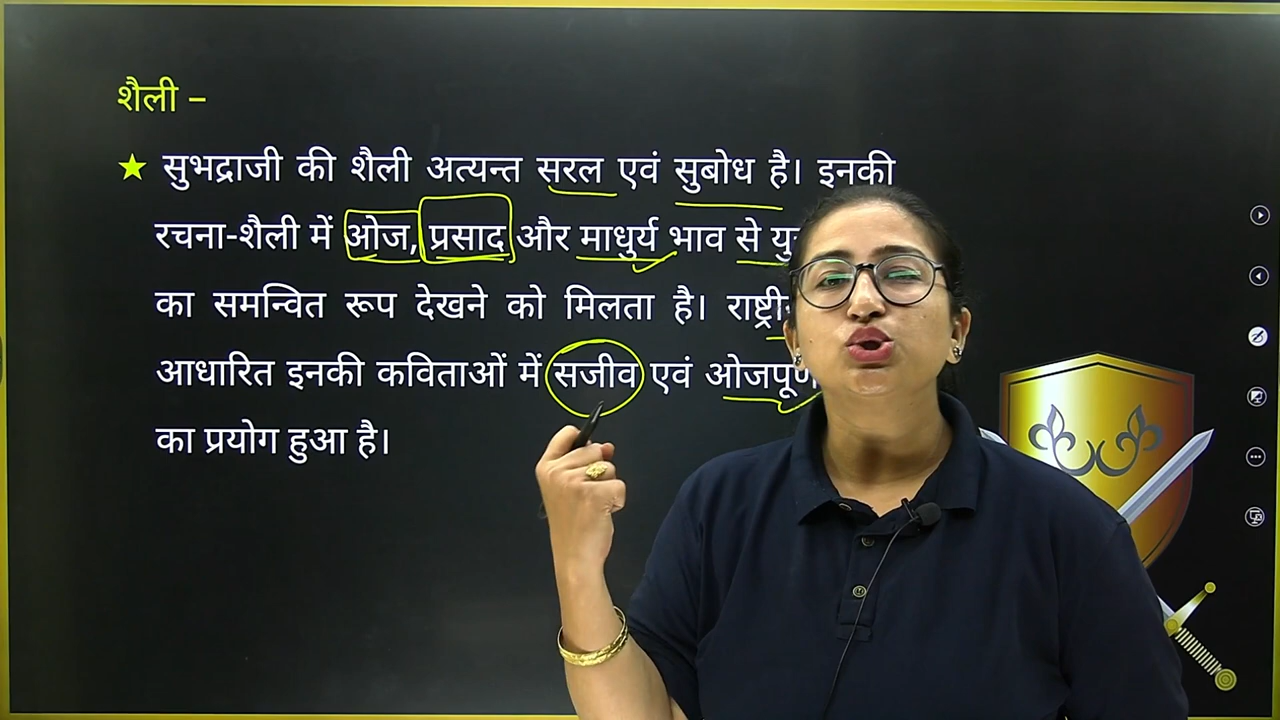 शैली –
★ सुभद्राजी की शैली अत्यन्त सरल एवं सुबोध है। इनकी
रचना-शैली में ओज, प्रसाद और माधुर्य भाव से
का समन्वित रूप देखने को मिलता है।
आधारित इनकी कविताओं में सजीव एवं ओजपूर्ण
का प्रयोग हुआ है।